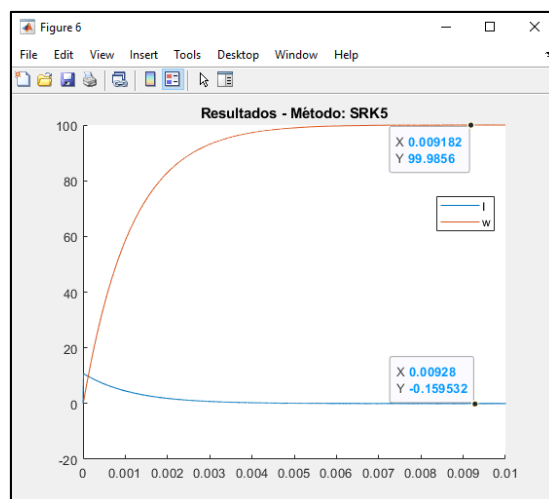 Figure 6
File Edit View Insert Tools Desktop Window Help
Resultados - Método: SRK5
100
80
60
40
20
0
-20
X 0.009182
Y 99.9856
I
w
X 0.00928
Y -0.159532
0 0.001 0.002 0.003 0.004 0.005 0.006 0.007 0.008 0.009 0.01